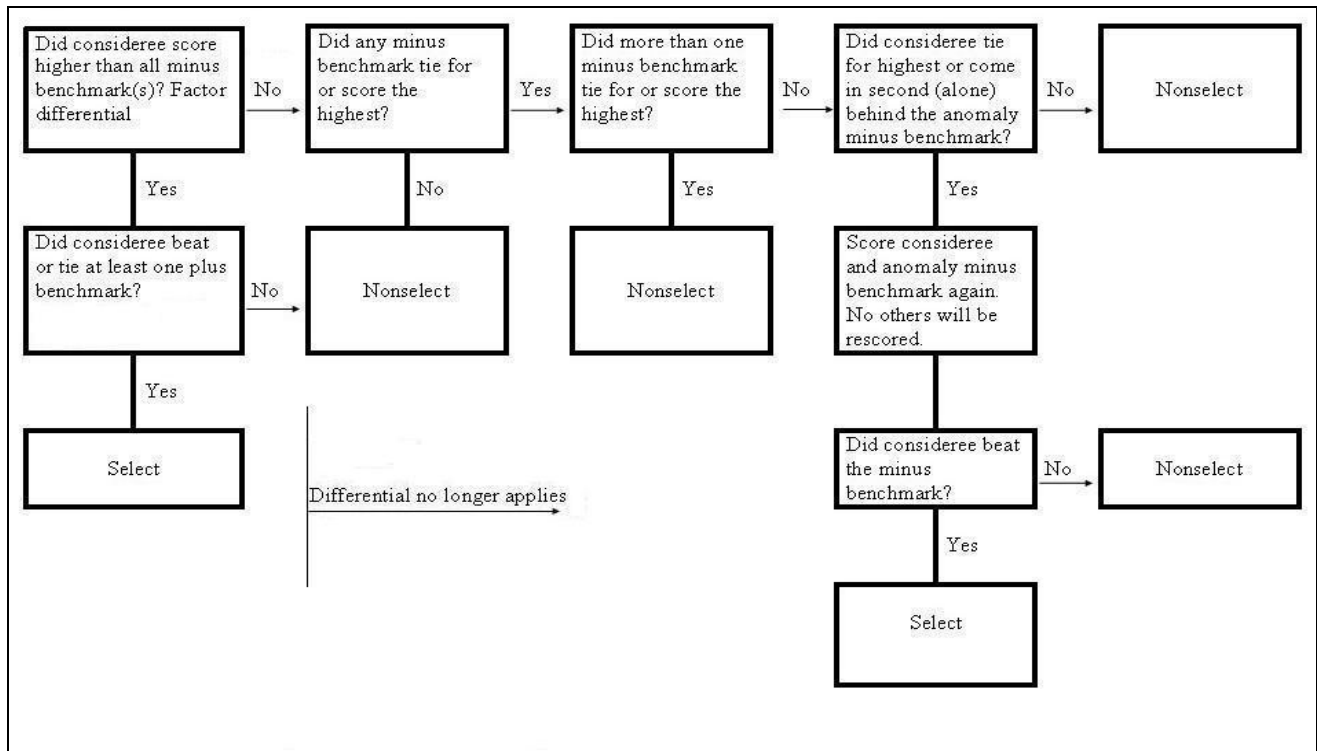 Did consideree score
higher than all minus
benchmark(s)? Factor
differential
No
Did any minus
benchmark tie for
or score the
highest?
Yes
Did more than one
minus benchmark
tie for or score the
highest?
No
Did consideree tie
for highest or come
in second (alone)
behind the anomaly
minus benchmark?
No
Nonselect
Yes
No
Yes
Yes
Did consideree beat
or tie at least one plus
benchmark?
No
Nonselect
Nonselect
Score consideree
and anomaly minus
benchmark again.
No others will be
rescored.
Yes
Select
Differential no longer applies
Did consideree beat
the minus
benchmark?
No
Nonselect
Yes
Select